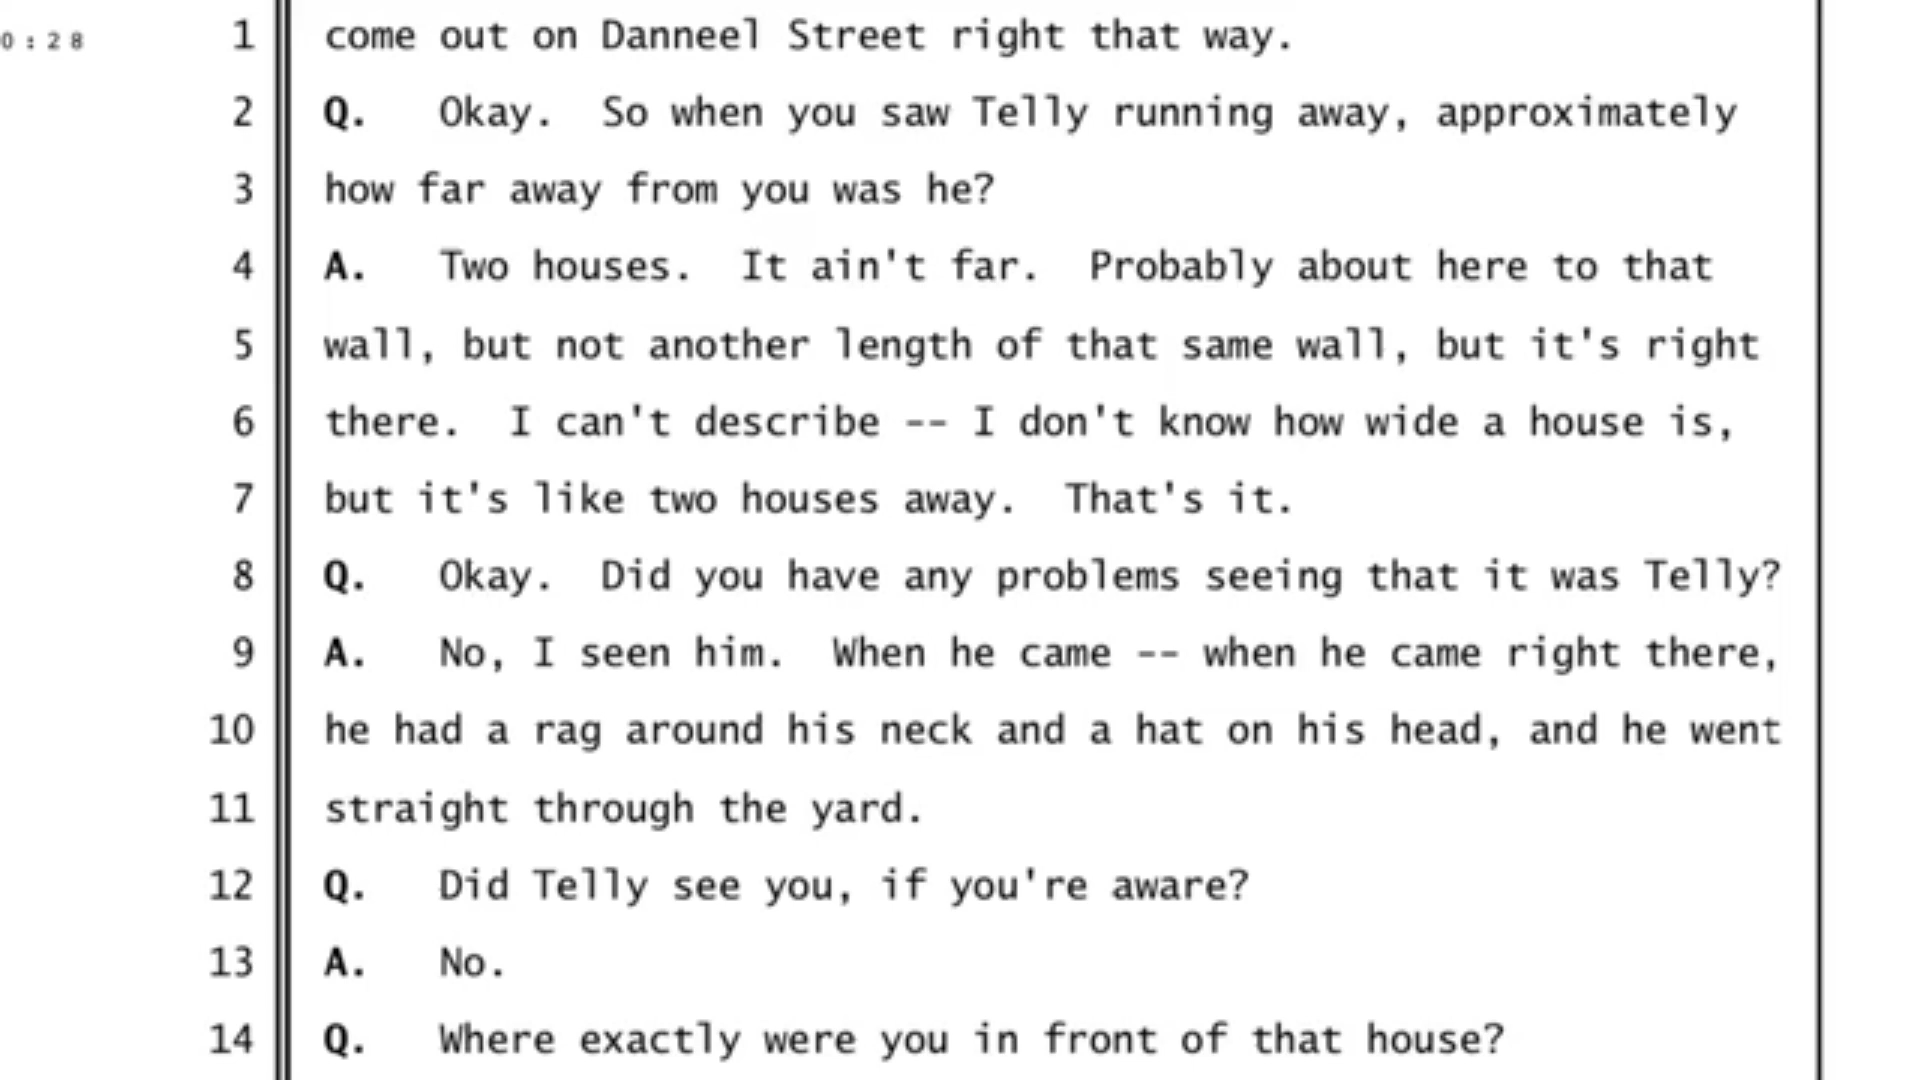 0:28
1 come out on Danneel Street right that way.
2 Q. Okay. So when you saw Telly running away, approximately
3 how far away from you was he?
4 A. Two houses. It ain't far. Probably about here to that
5 wall, but not another length of that same wall, but it's right
6 there. I can't describe -- I don't know how wide a house is,
7 but it's like two houses away. That's it.
8 Q. Okay. Did you have any problems seeing that it was Telly?
9 A. No, I seen him. When he came -- when he came right there,
10 he had a rag around his neck and a hat on his head, and he went
11 straight through the yard.
12 Q. Did Telly see you, if you're aware?
13 A. No.
14 Q. Where exactly were you in front of that house?